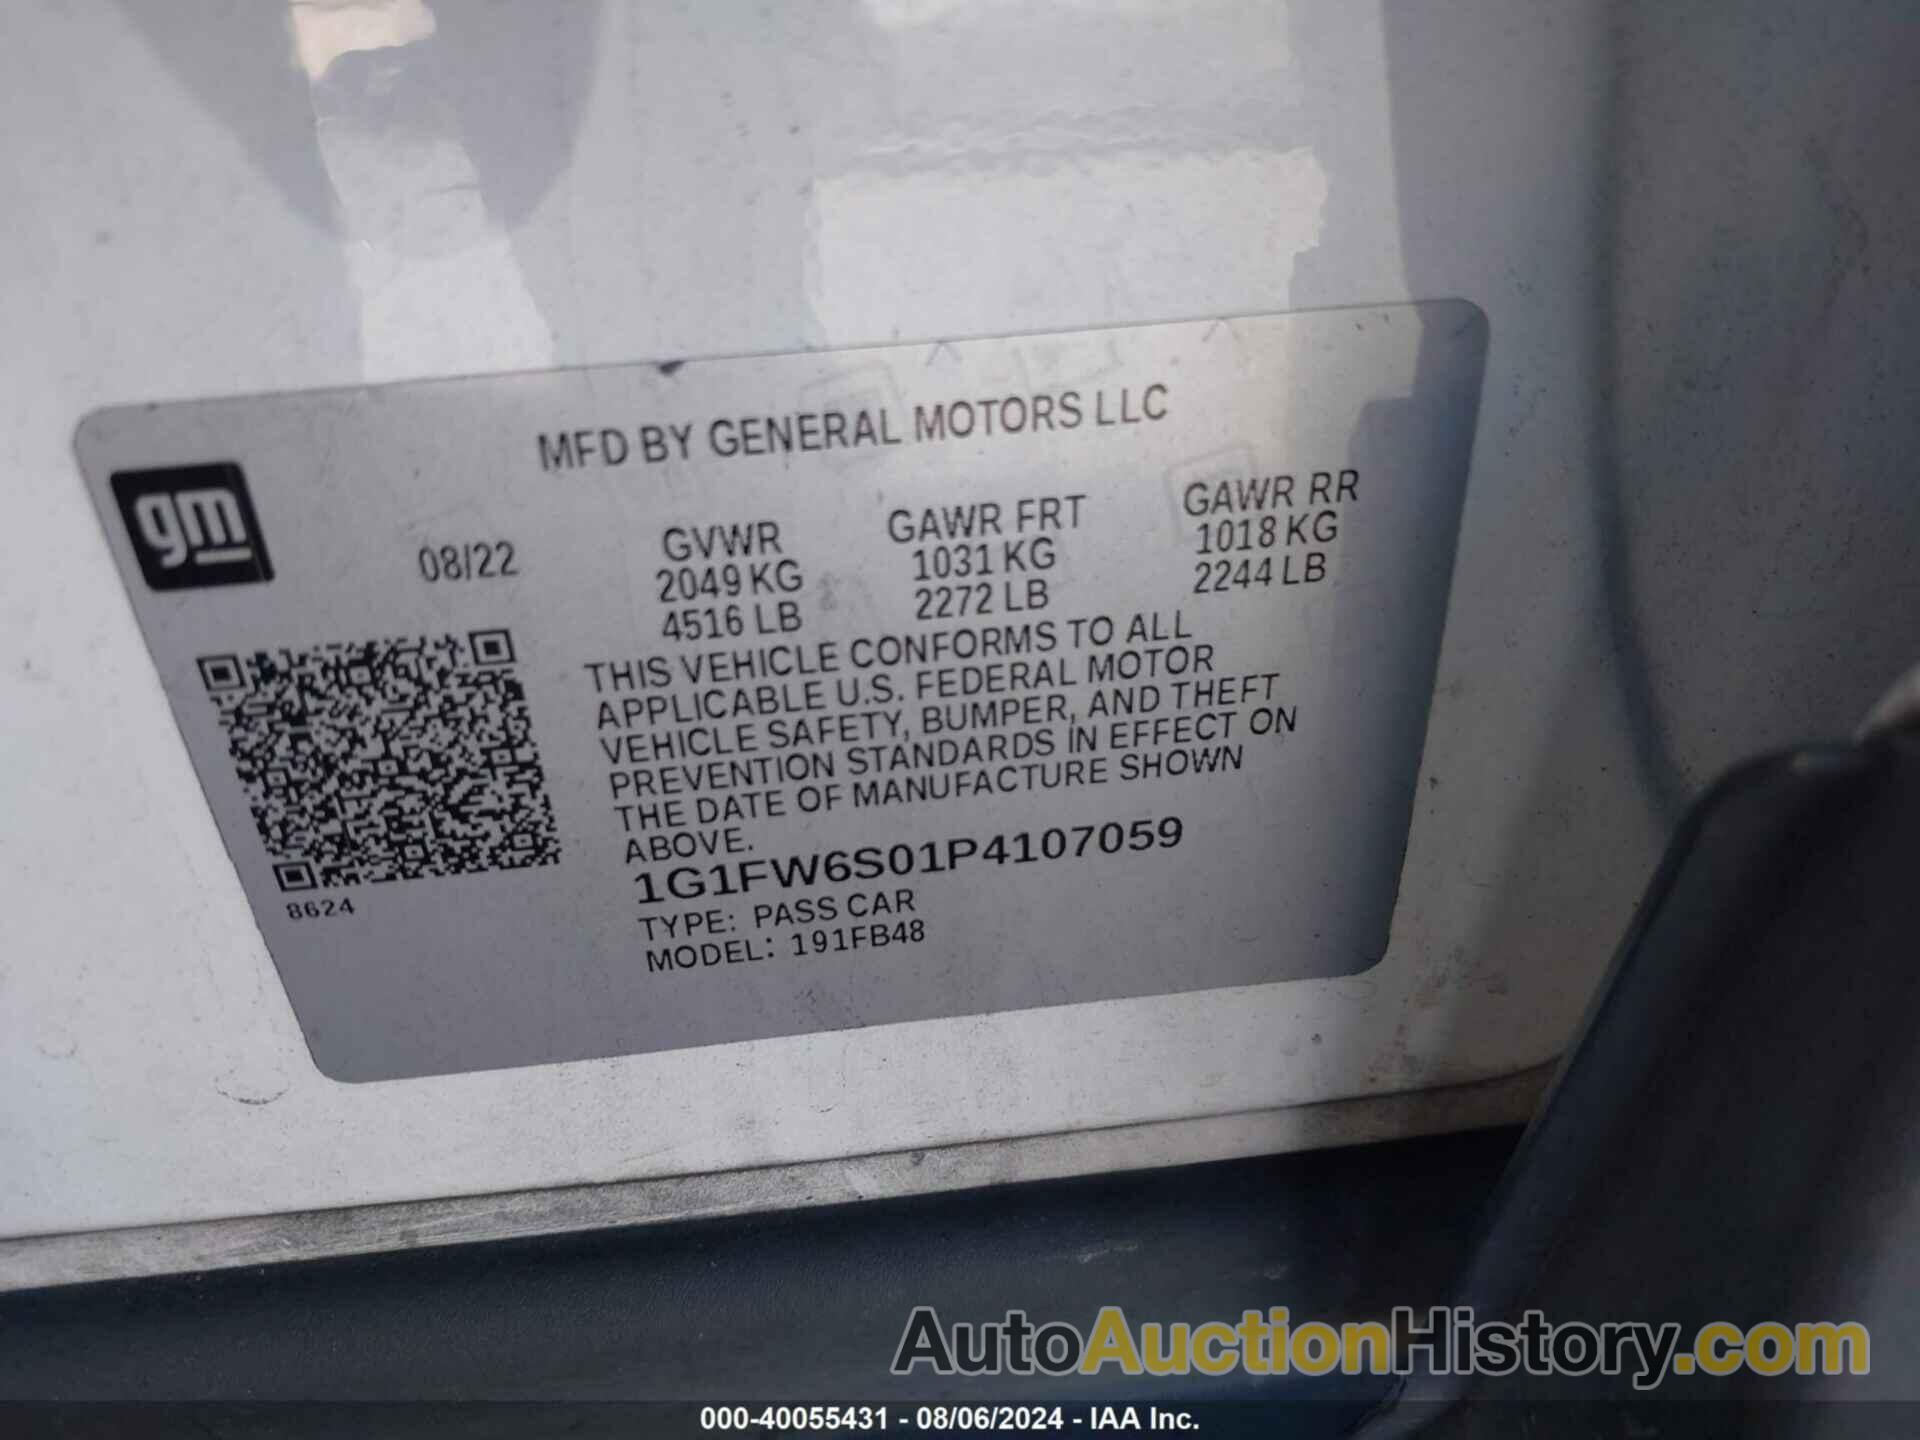 MFD BY GENERAL MOTORS LLC
gm
08/22
GVWR
2049 KG
4516 LB
GAWR FRT
1031 KG
2272 LB
GAWR RR
1018 KG
2244 LB
THIS VEHICLE CONFORMS TO ALL
APPLICABLE U.S. FEDERAL MOTOR
VEHICLE SAFETY, BUMPER, AND THEFT
PREVENTION STANDARDS IN EFFECT ON
THE DATE OF MANUFACTURE SHOWN
ABOVE.
1G1FW6S01P4107059
8624
TYPE: PASS CAR
MODEL: 191FB48
AutoAuctionHistory.com
000-40055431 - 08/06/2024 - IAA Inc.